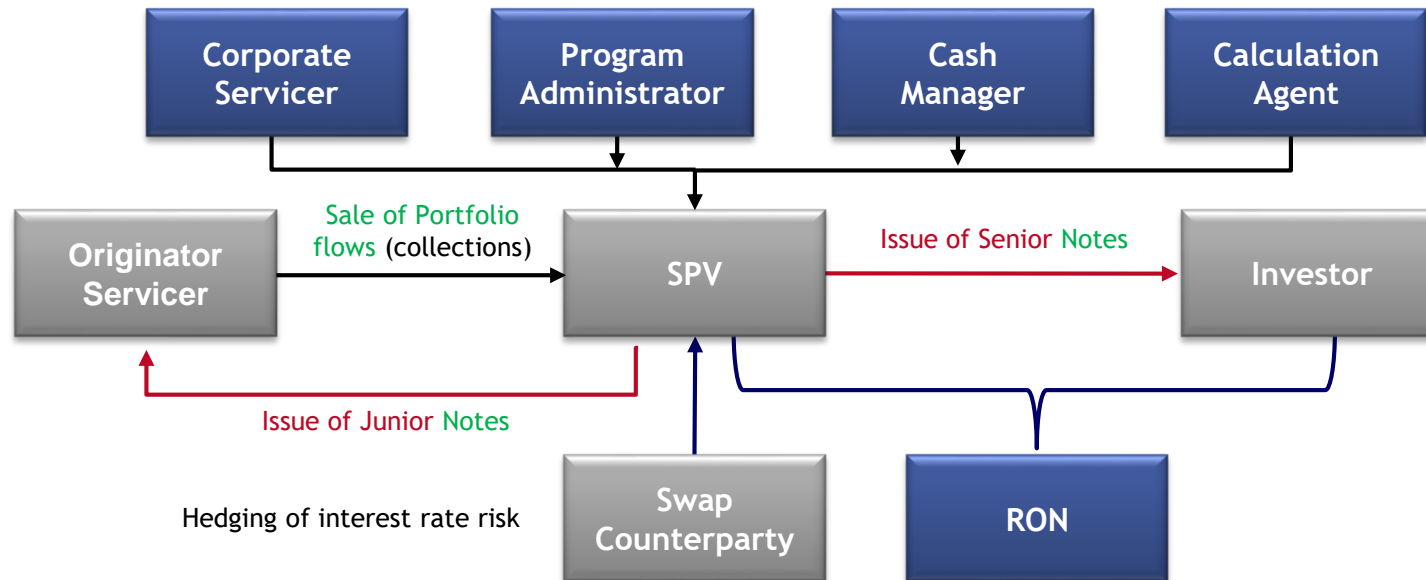 Corporate
Servicer
Program
Administrator
Cash
Manager
Calculation
Agent
Originator
Servicer
Sale of Portfolio
flows (collections)
SPV
Issue of Senior Notes
Investor
Issue of Junior Notes
Hedging of interest rate risk
Swap
Counterparty
RON